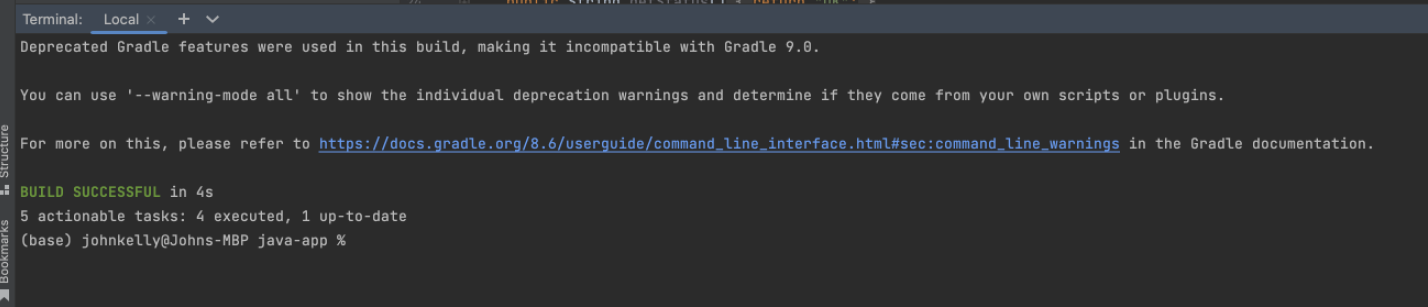 Terminal: Local
Deprecated Gradle features were used in this build, making it incompatible with Gradle 9.0.
You can use '--warning-mode all' to show the individual deprecation warnings and determine if they come from your own scripts or plugins.
For more on this, please refer to https://docs.gradle.org/8.6/userguide/command_line_interface.html#sec:command_line_warnings in the Gradle documentation.
BUILD SUCCESSFUL in 4s
5 actionable tasks: 4 executed, 1 up-to-date
(base) johnkelly@Johns-MBP java-app %
Structure
Bookmarks